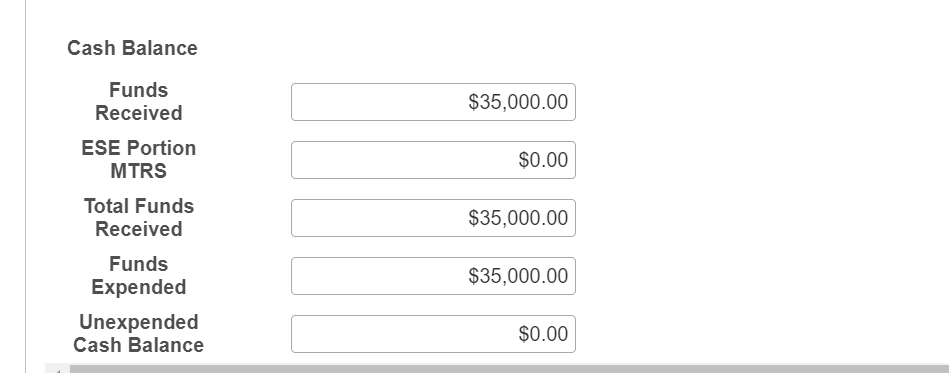 Cash Balance
Funds
Received
$35,000.00
ESE Portion
MTRS
$0.00
Total Funds
Received
$35,000.00
Funds
Expended
$35,000.00
Unexpended
Cash Balance
$0.00